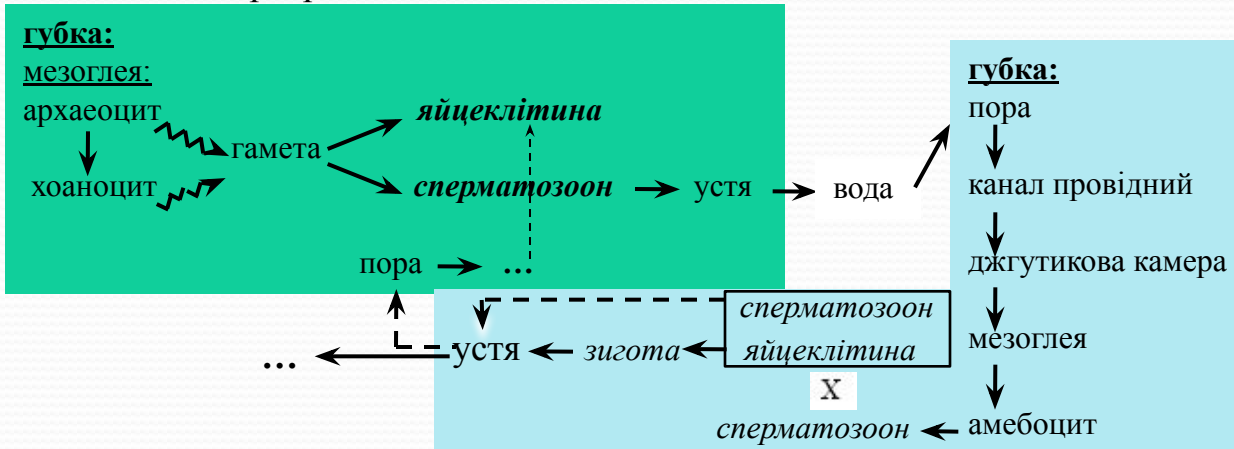 губка:
мезоглея:
археоцит
хоаноцит
гамета
яйцеклітина
сперматозоон
устя
вода
пора
...
губка:
пора
канал провідний
джгутикова камера
мезоглея
амебоцит
сперматозоон
X
сперматозоон
яйцеклітина
зигота
устя
...